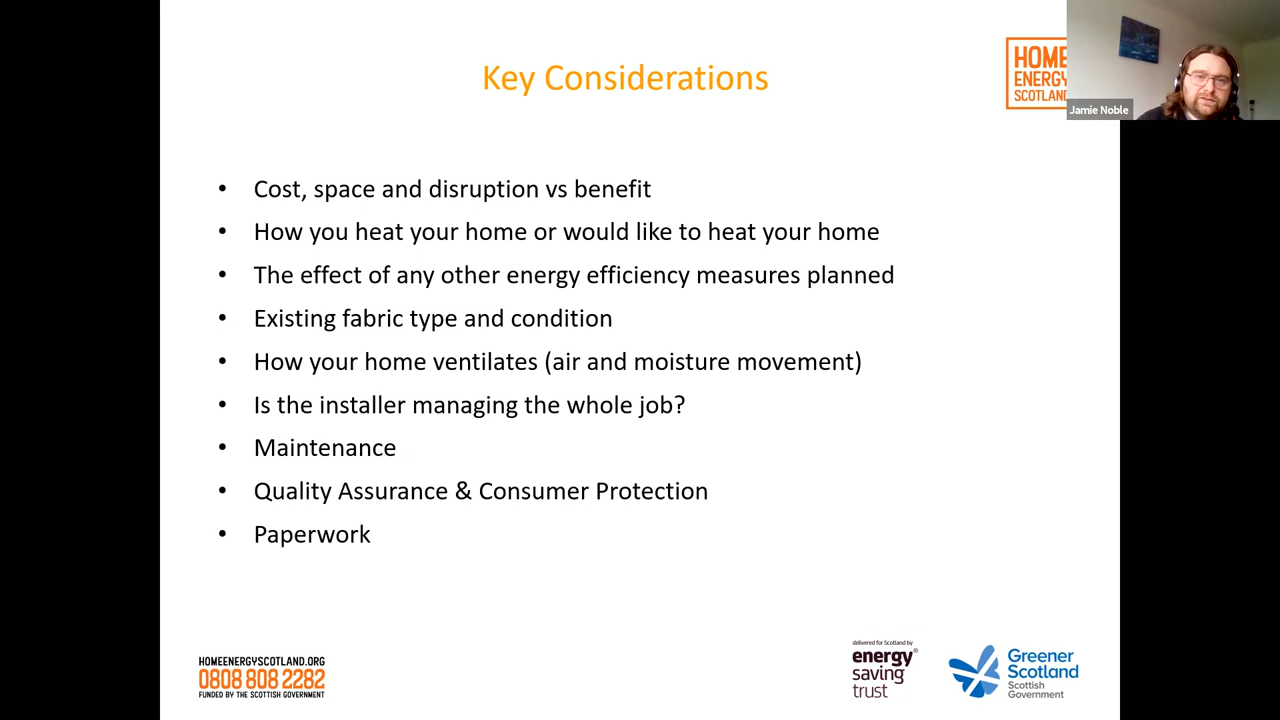 Key Considerations
HOME
ENERGY
SCOTLAND
Jamie Noble
• Cost, space and disruption vs benefit
• How you heat your home or would like to heat your home
• The effect of any other energy efficiency measures planned
• Existing fabric type and condition
• How your home ventilates (air and moisture movement)
• Is the installer managing the whole job?
• Maintenance
• Quality Assurance & Consumer Protection
• Paperwork
HOMEENERGYSCOTLAND.ORG
0808 808 2282
FUNDED BY THE SCOTTISH GOVERNMENT
delivered for Scotland by
energy®
saving
trust
Greener
Scotland
Scottish
Government